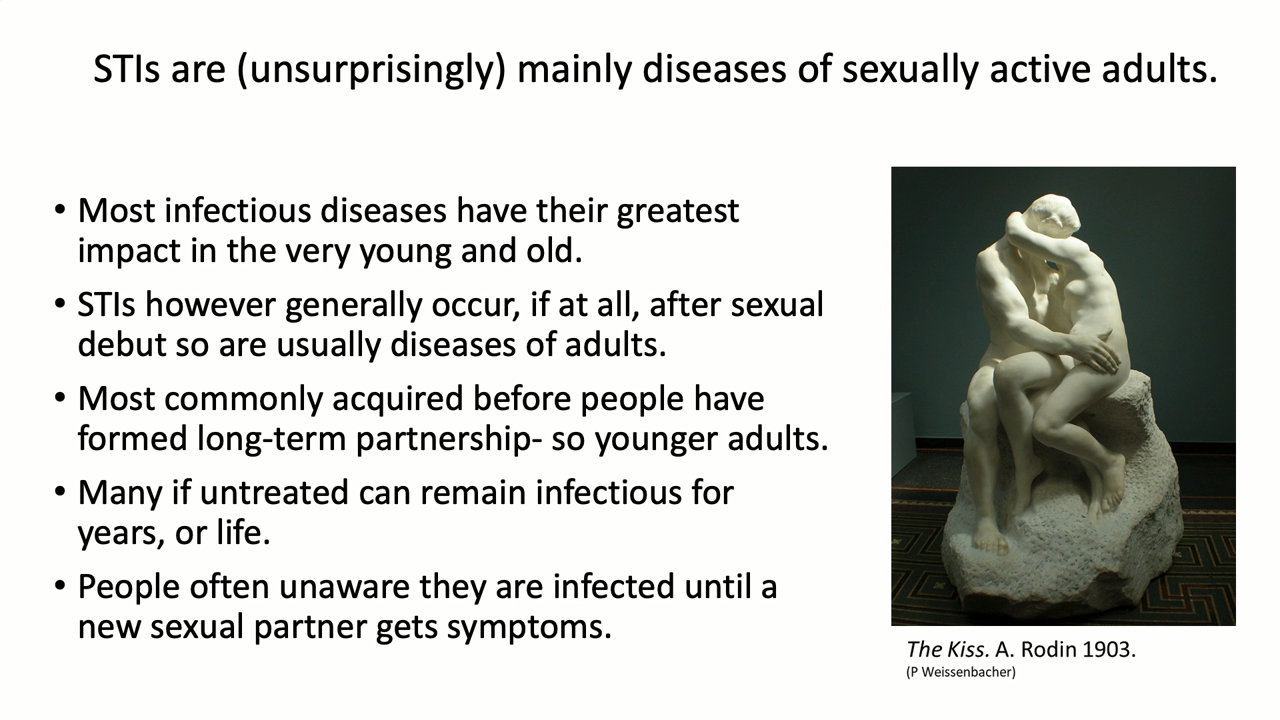 STIs are (unsurprisingly) mainly diseases of sexually active adults.
• Most infectious diseases have their greatest
impact in the very young and old.
• STIs however generally occur, if at all, after sexual
debut so are usually diseases of adults.
• Most commonly acquired before people have
formed long-term partnership- so younger adults.
• Many if untreated can remain infectious for
years, or life.
• People often unaware they are infected until a
new sexual partner gets symptoms.
The Kiss. A. Rodin 1903.
(P Weissenbacher)